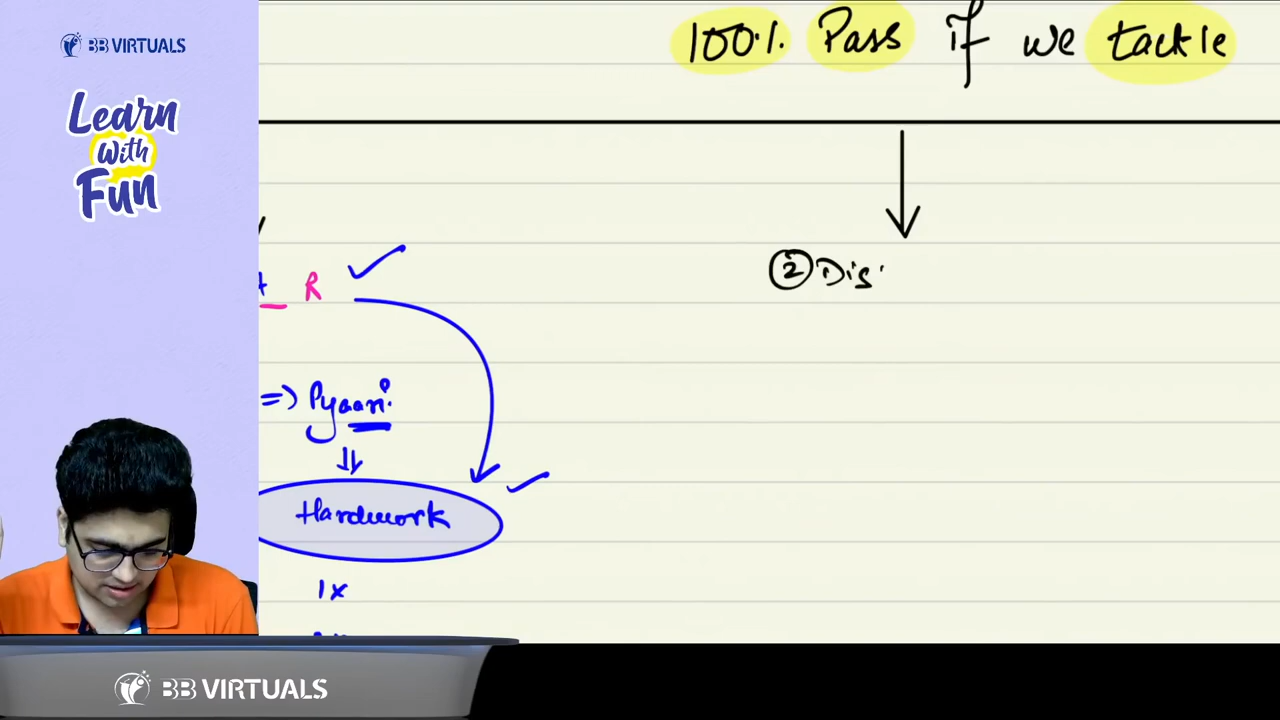 BB VIRTUALS
Learn
With
Fun
100% Pass if we tackle
R
② Dis
=) Pyaari
Hardwork
1x
BB VIRTUALS